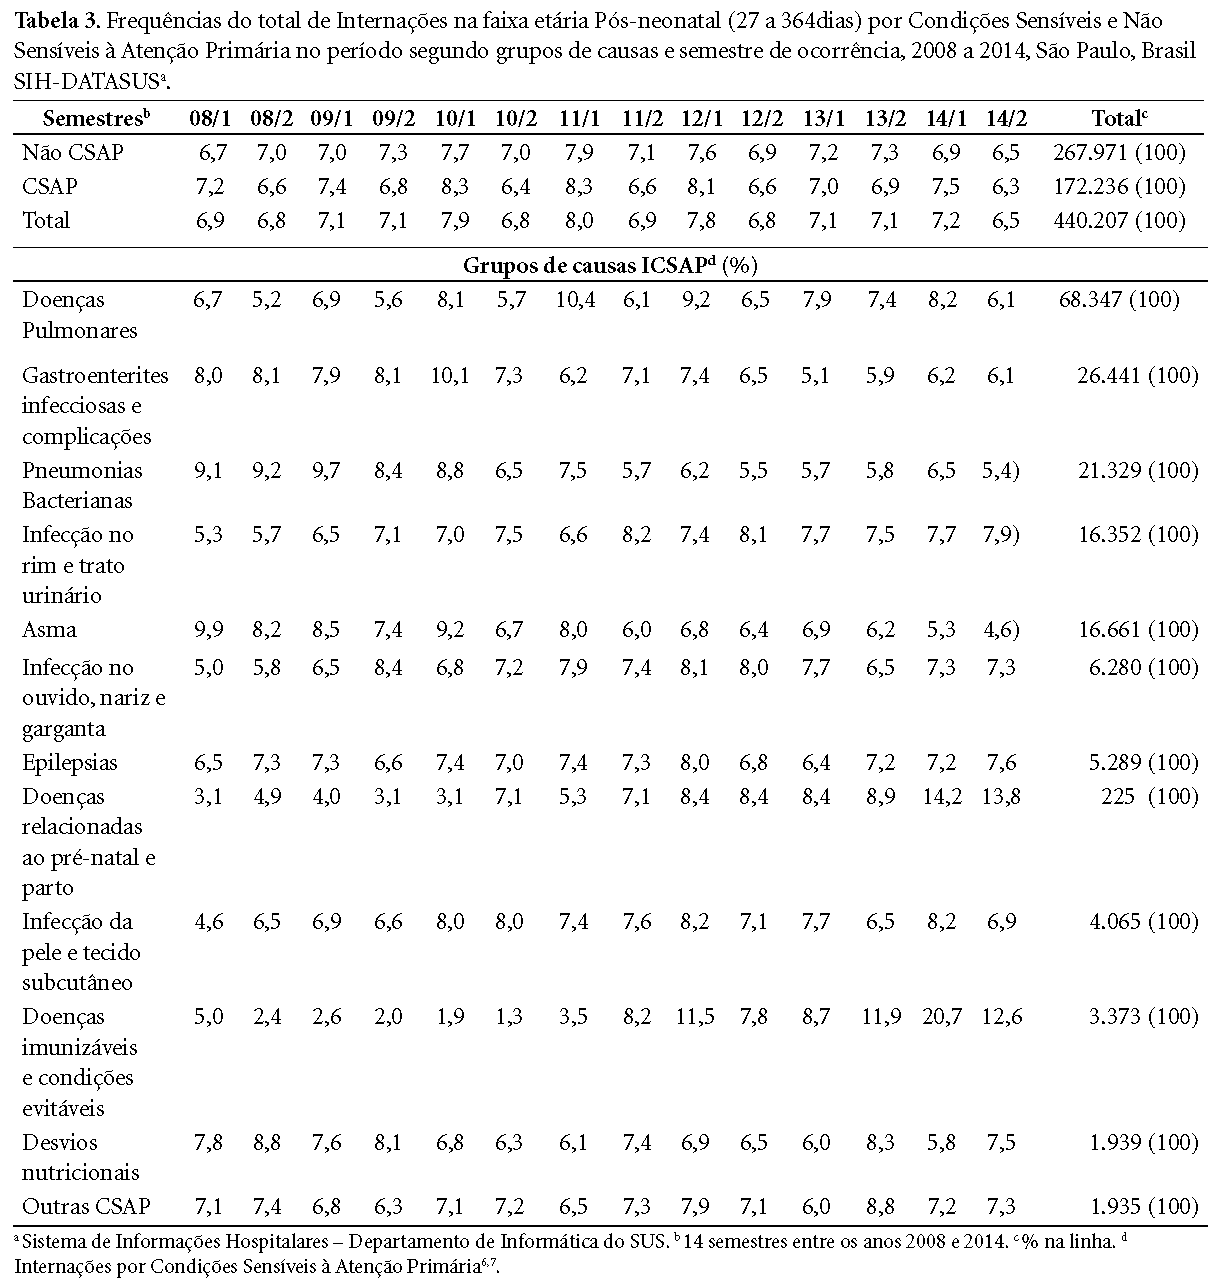 Tabela 3. Frequências do total de Internações na faixa etária Pós-neonatal (27 a 364dias) por Condições Sensíveis e Não
Sensíveis à Atenção Primária no período segundo grupos de causas e semestre de ocorrência, 2008 a 2014, São Paulo, Brasil
SIH-DATASUSª.
Semestresᵇ 08/1 08/2 09/1 09/2 10/1 10/2 11/1 11/2 12/1 12/2 13/1 13/2 14/1 14/2 Totalᶜ
Não CSAP 6,7 7,0 7,0 7,3 7,7 7,0 7,9 7,1 7,6 6,9 7,2 7,3 6,9 6,5 267.971 (100)
CSAP 7,2 6,6 7,4 6,8 8,3 6,4 8,3 6,6 8,1 6,6 7,0 6,9 7,5 6,3 172.236 (100)
Total 6,9 6,8 7,1 7,1 7,9 6,8 8,0 6,9 7,8 6,8 7,1 7,1 7,2 6,5 440.207 (100)
Grupos de causas ICSAPᵈ (%)
Doenças 6,7 5,2 6,9 5,6 8,1 5,7 10,4 6,1 9,2 6,5 7,9 7,4 8,2 6,1 68.347 (100)
Pulmonares
Gastroenterites 8,0 8,1 7,9 8,1 10,1 7,3 6,2 7,1 7,4 6,5 5,1 5,9 6,2 6,1 26.441 (100)
infecciosas e
complicações
Pneumonias 9,1 9,2 9,7 8,4 8,8 6,5 7,5 5,7 6,2 5,5 5,7 5,8 6,5 5,4) 21.329 (100)
Bacterianas
Infecção no 5,3 5,7 6,5 7,1 7,0 7,5 6,6 8,2 7,4 8,1 7,7 7,5 7,7 7,9) 16.352 (100)
rim e trato
urinário
Asma 9,9 8,2 8,5 7,4 9,2 6,7 8,0 6,0 6,8 6,4 6,9 6,2 5,3 4,6) 16.661 (100)
Infecção no 5,0 5,8 6,5 8,4 6,8 7,2 7,9 7,4 8,1 8,0 7,7 6,5 7,3 7,3 6.280 (100)
ouvido, nariz e
garganta
Epilepsias 6,5 7,3 7,3 6,6 7,4 7,0 7,4 7,3 8,0 6,8 6,4 7,2 7,2 7,6 5.289 (100)
Doenças 3,1 4,9 4,0 3,1 3,1 7,1 5,3 7,1 8,4 8,4 8,4 8,9 14,2 13,8 225 (100)
relacionadas
ao pré-natal e
parto
Infecção da 4,6 6,5 6,9 6,6 8,0 8,0 7,4 7,6 8,2 7,1 7,7 6,5 8,2 6,9 4.065 (100)
pele e tecido
subcutâneo
Doenças 5,0 2,4 2,6 2,0 1,9 1,3 3,5 8,2 11,5 7,8 8,7 11,9 20,7 12,6 3.373 (100)
imunizáveis
e condições
evitáveis
Desvios 7,8 8,8 7,6 8,1 6,8 6,3 6,1 7,4 6,9 6,5 6,0 8,3 5,8 7,5 1.939 (100)
nutricionais
Outras CSAP 7,1 7,4 6,8 6,3 7,1 7,2 6,5 7,3 7,9 7,1 6,0 8,8 7,2 7,3 1.935 (100)
ª Sistema de Informações Hospitalares – Departamento de Informática do SUS. ᵇ 14 semestres entre os anos 2008 e 2014. ᶜ % na linha. ᵈ
Internações por Condições Sensíveis à Atenção Primária⁶,⁷.